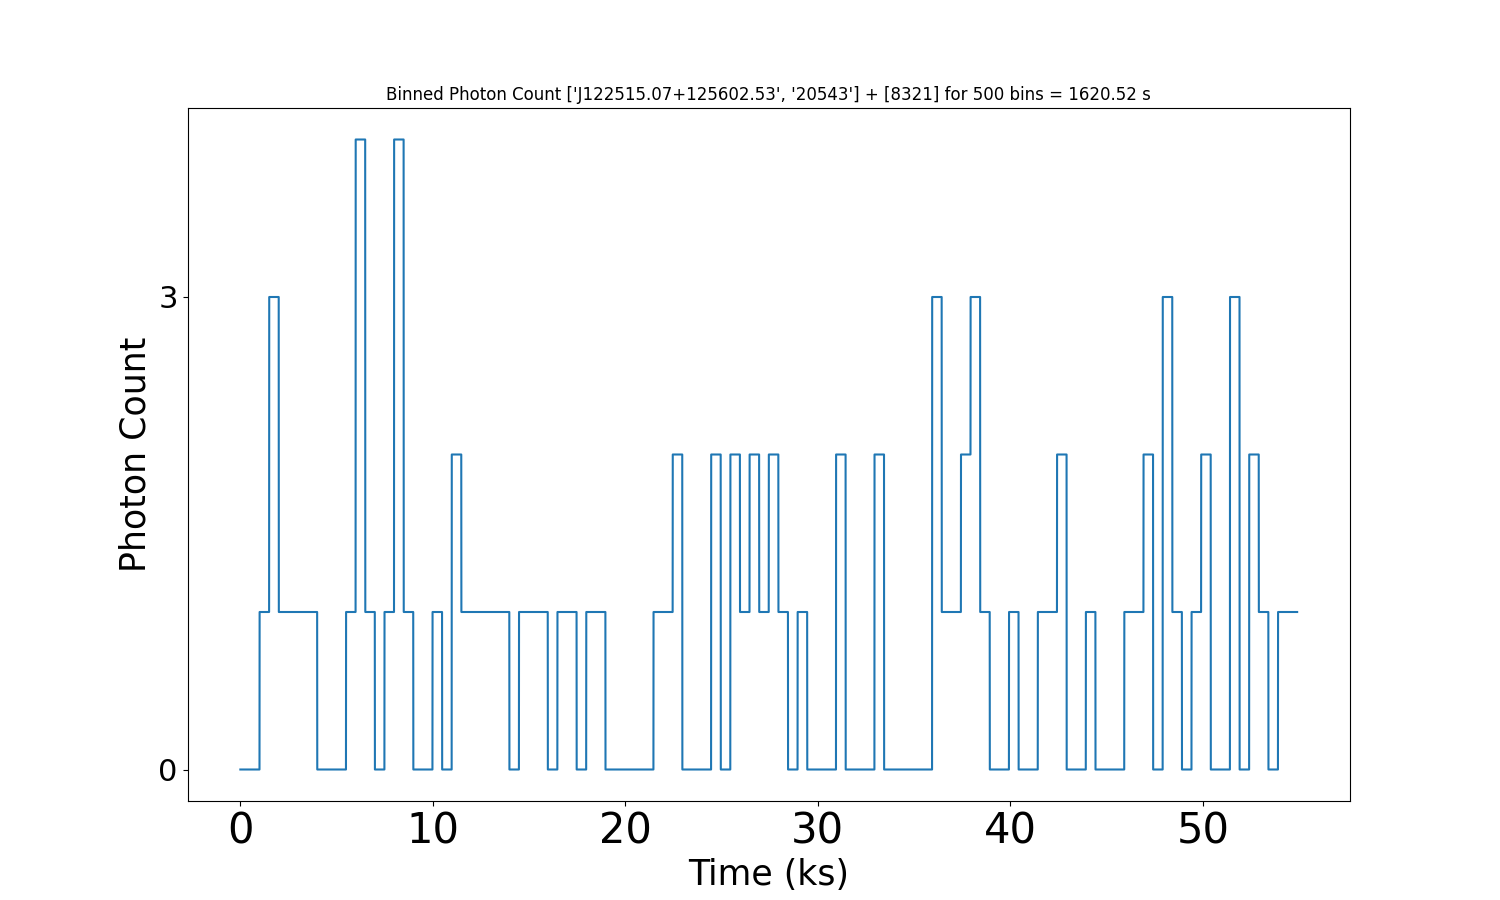 Binned Photon Count ['J122515.07+125602.53', '20543'] + [8321] for 500 bins = 1620.52 s
Photon Count
3
0
0 10 20 30 40 50
Time (ks)